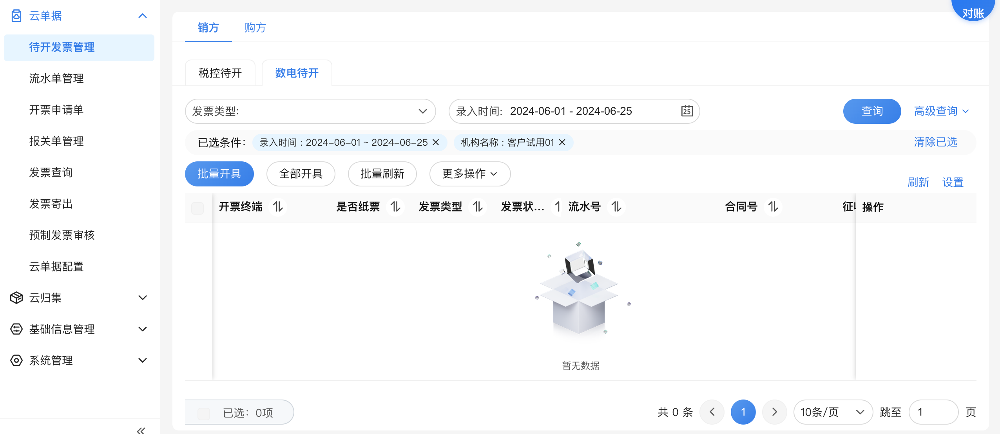 云单据
待开发票管理
流水单管理
开票申请单
报关单管理
发票查询
发票寄出
预制发票审核
云单据配置
云归集
基础信息管理
系统管理
对账
销方 购方
税控待开 数电待开
发票类型: 录入时间: 2024-06-01 - 2024-06-25 25 查询 高级查询
已选条件： 录入时间：2024-06-01 ~ 2024-06-25 机构名称：客户试用01 清除已选
批量开具 全部开具 批量刷新 更多操作
刷新 设置
开票终端 是否纸票 发票类型 发票状... 流水号 合同号 征 操作
暂无数据
已选：0项 共 0 条 1 10条/页 跳至 1 页